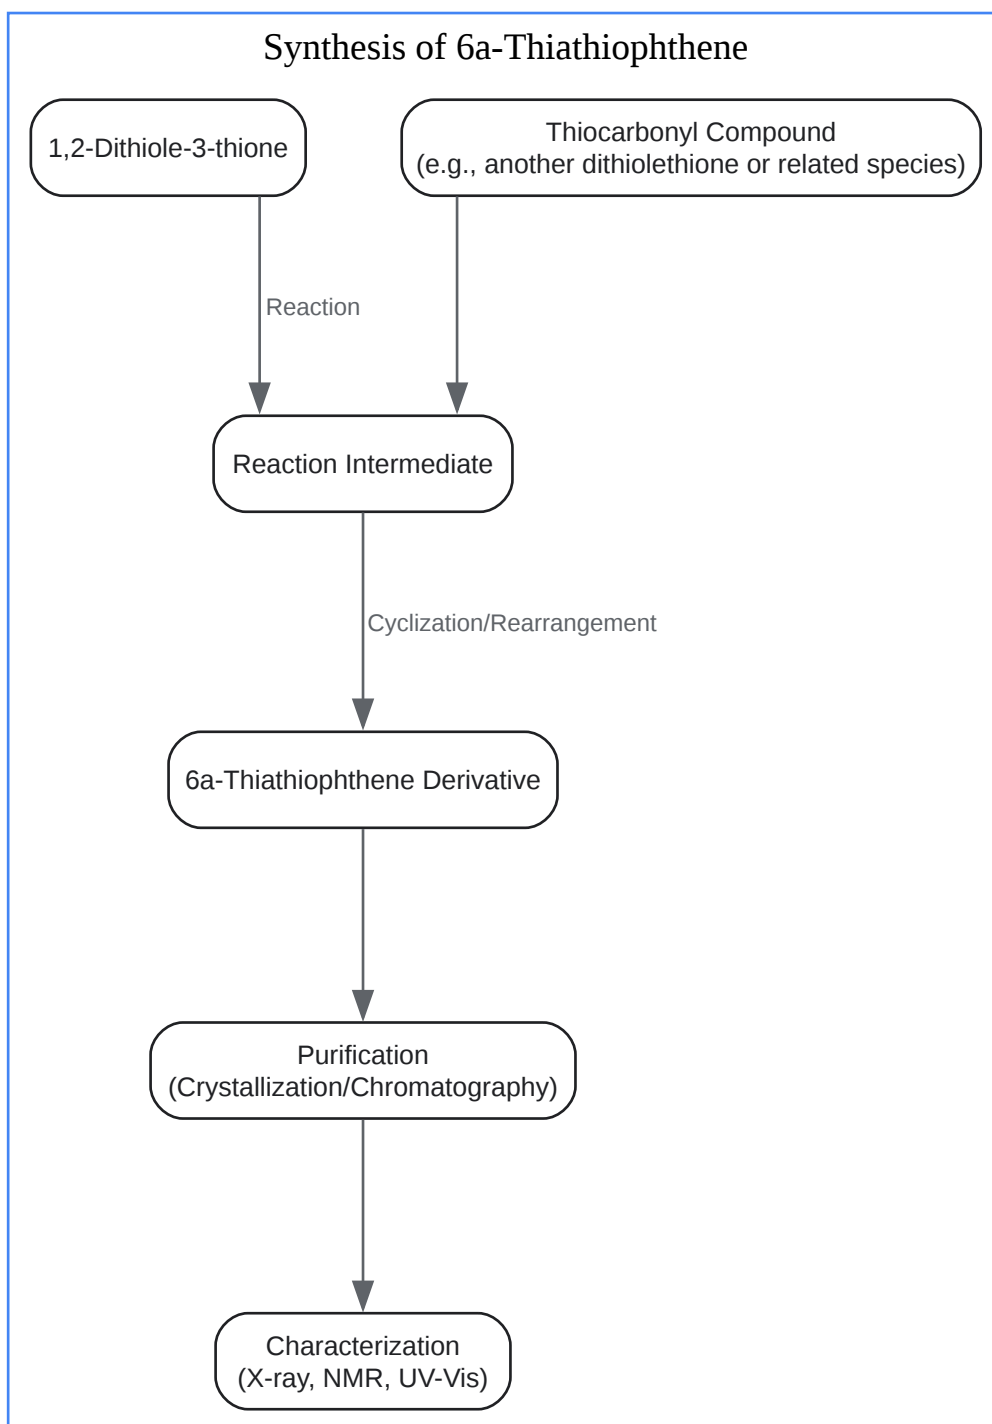 Synthesis of 6a-Thiathiophthene
1,2-Dithiole-3-thione
Thiocarbonyl Compound
(e.g., another dithiolethione or related species)
Reaction
Reaction Intermediate
Cyclization/Rearrangement
6a-Thiathiophthene Derivative
Purification
(Crystallization/Chromatography)
Characterization
(X-ray, NMR, UV-Vis)